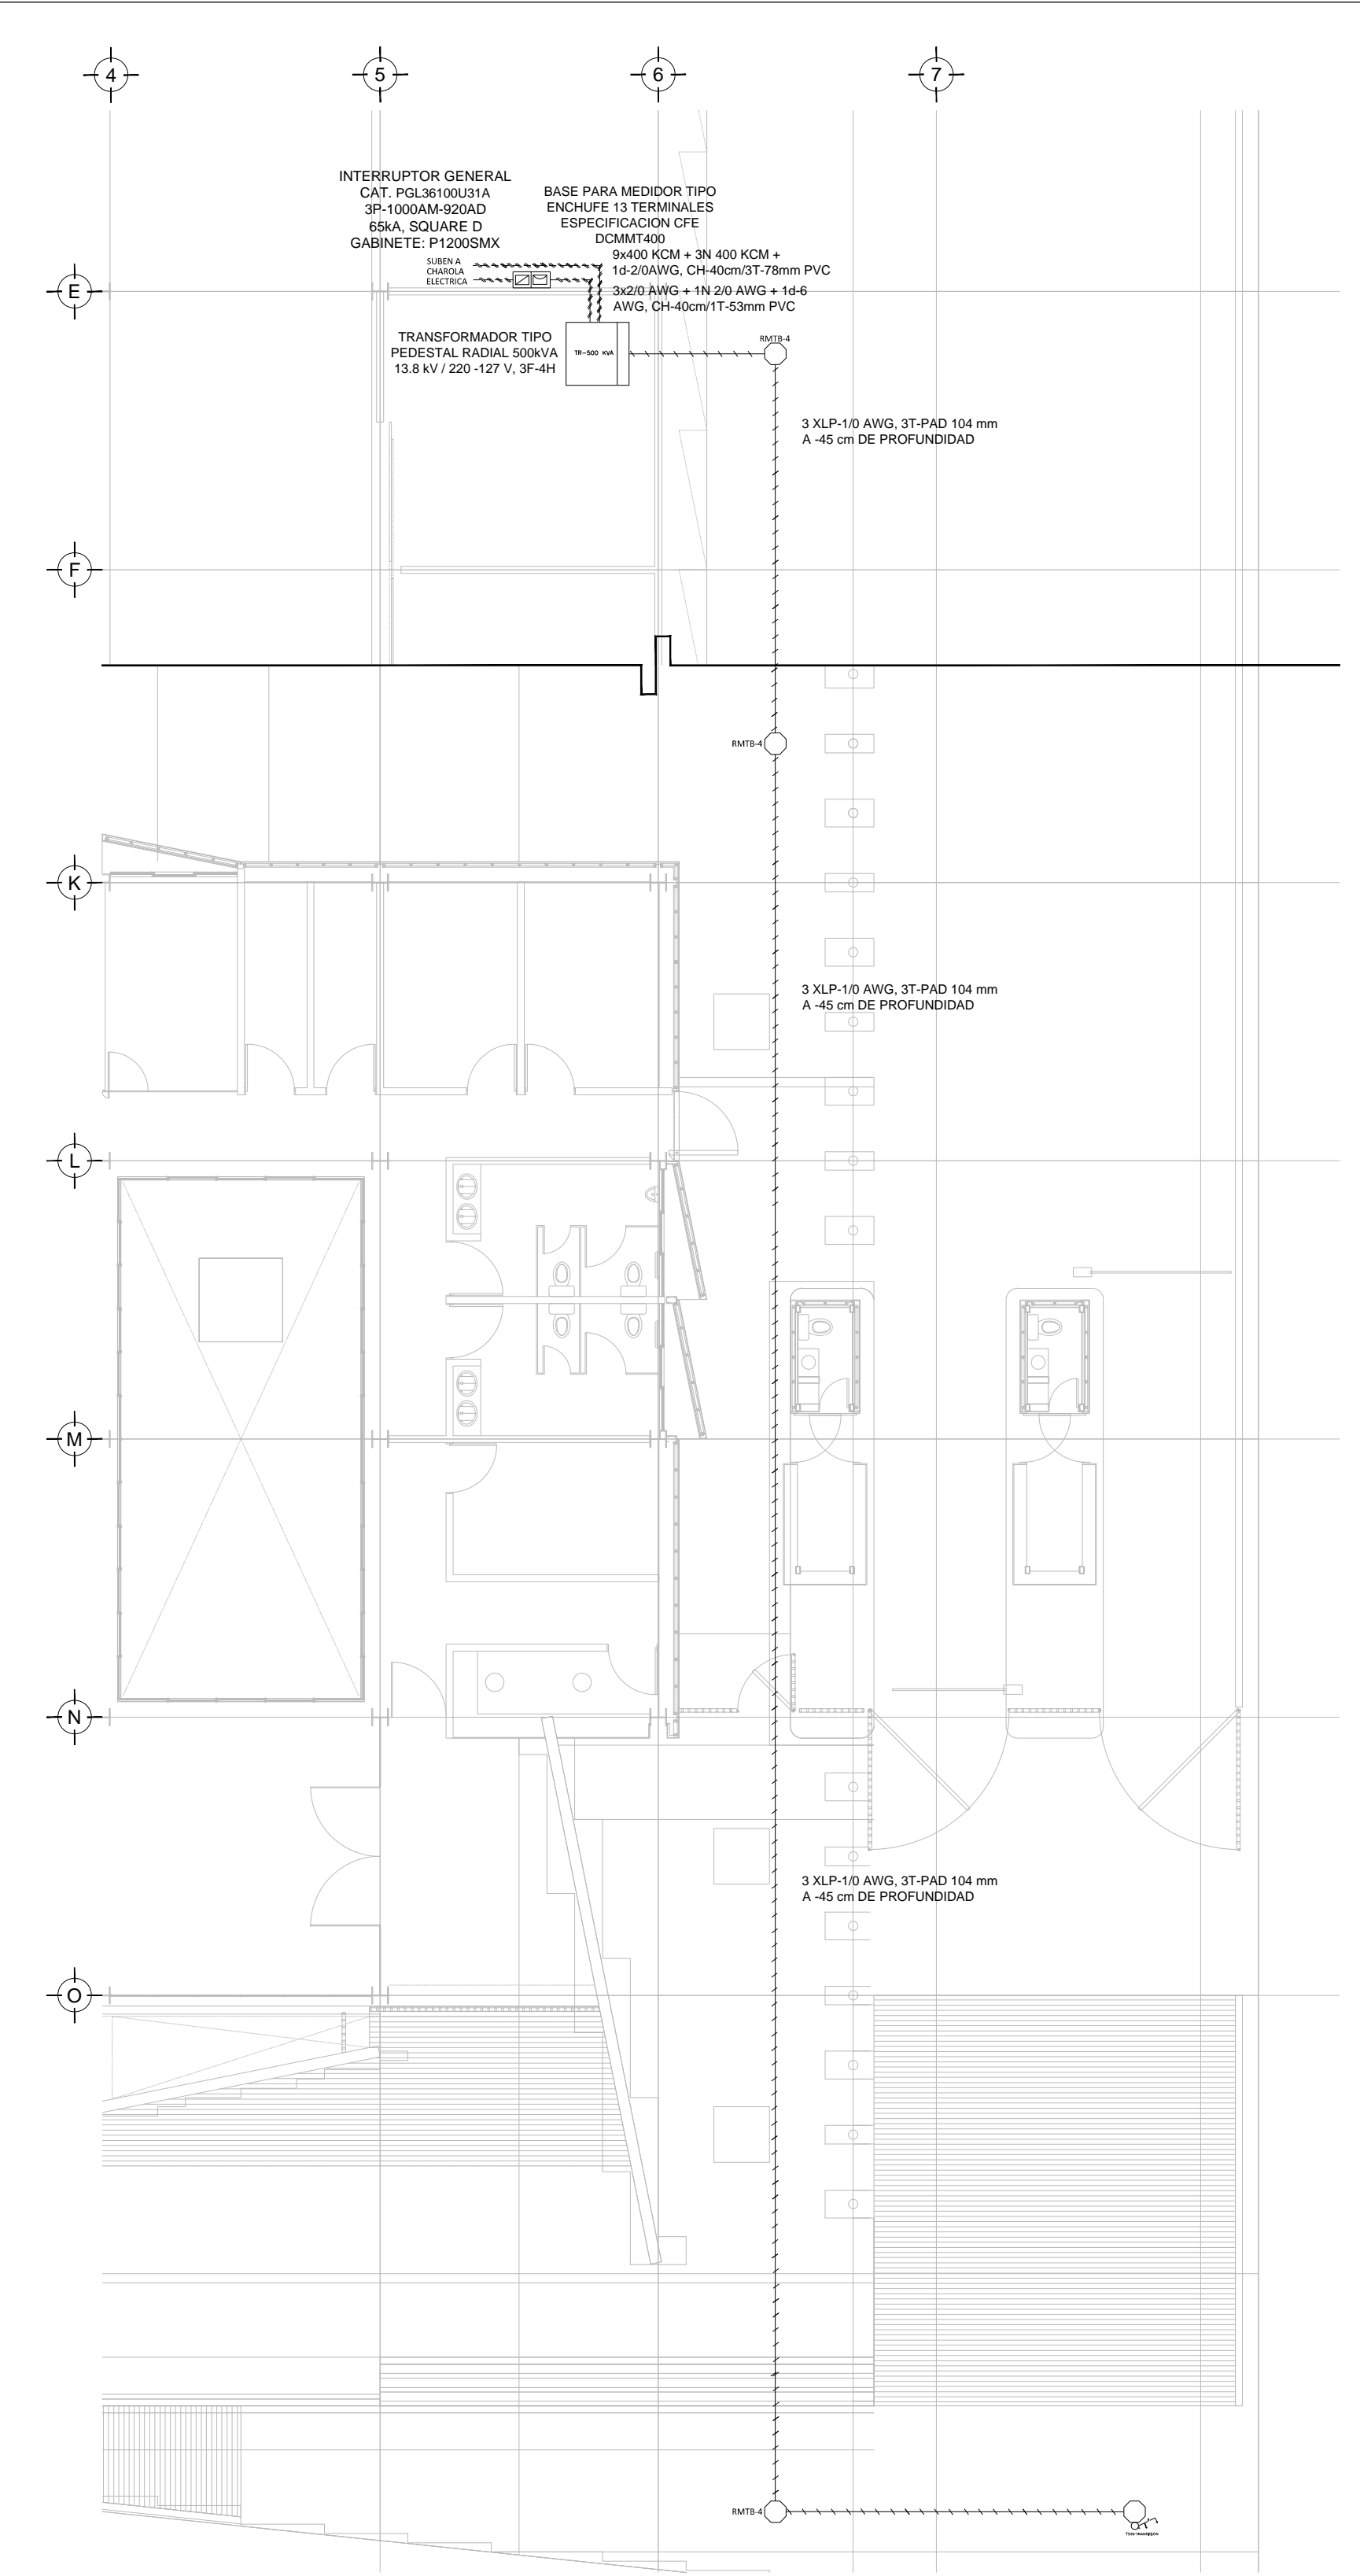 4
5
6
7
INTERRUPTOR GENERAL
CAT. PGL36100U31A
3P-1000AM-920AD
65kA, SQUARE D
GABINETE: P1200SMX
BASE PARA MEDIDOR TIPO
ENCHUFE 13 TERMINALES
ESPECIFICACION CFE
DCMMT400
9x400 KCM + 3N 400 KCM +
1d-2/0AWG, CH-40cm/3T-78mm PVC
SUBEN A
CHAROLA
ELECTRICA
3x2/0 AWG + 1N 2/0 AWG + 1d-6
AWG, CH-40cm/1T-53mm PVC
E
TRANSFORMADOR TIPO
PEDESTAL RADIAL 500kVA
13.8 kV / 220 -127 V, 3F-4H
TR-500 KVA
RMTB-4
3 XLP-1/0 AWG, 3T-PAD 104 mm
A -45 cm DE PROFUNDIDAD
F
RMTB-4
K
3 XLP-1/0 AWG, 3T-PAD 104 mm
A -45 cm DE PROFUNDIDAD
L
M
N
3 XLP-1/0 AWG, 3T-PAD 104 mm
A -45 cm DE PROFUNDIDAD
O
RMTB-4